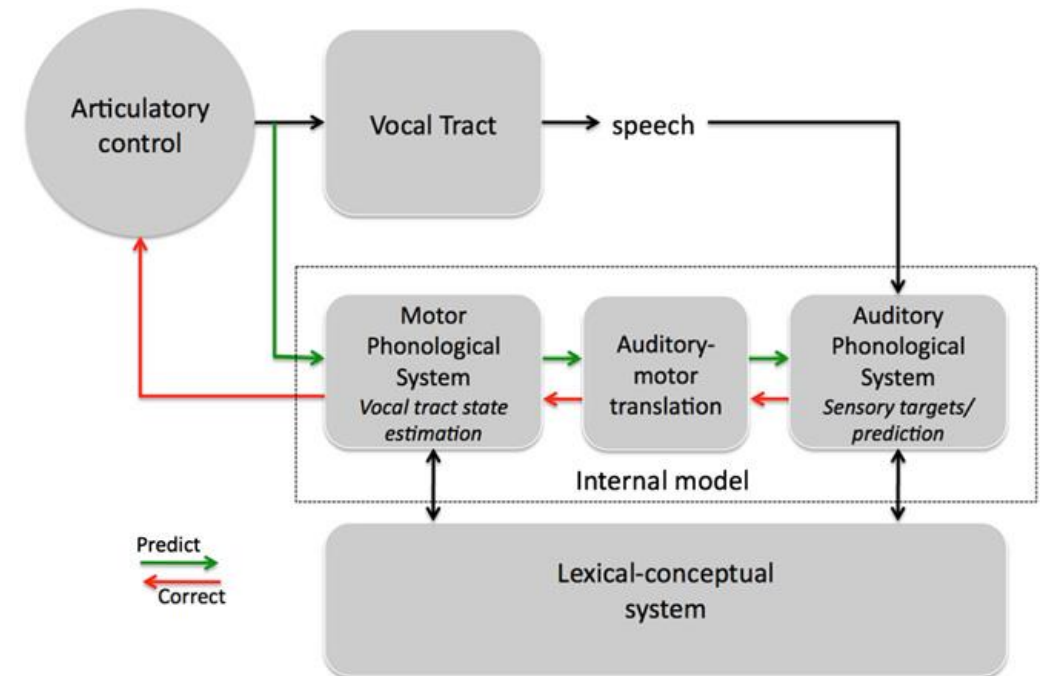 Articulatory
control
Vocal Tract
speech
Motor
Phonological
System
Vocal tract state
estimation
Auditory-
motor
translation
Auditory
Phonological
System
Sensory targets/
prediction
Internal model
Predict
Correct
Lexical-conceptual
system